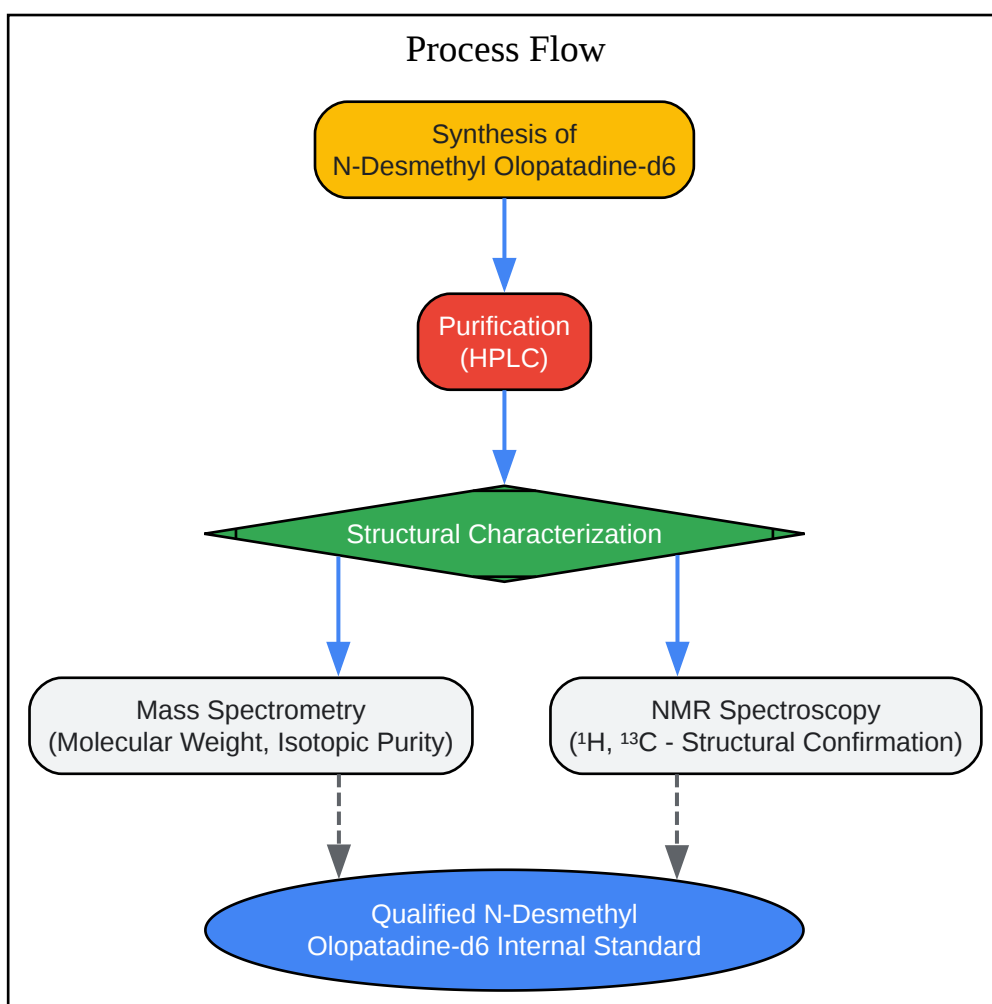 Process Flow
Synthesis of
N-Desmethyl Olopatadine-d6
Purification
(HPLC)
Structural Characterization
Mass Spectrometry
(Molecular Weight, Isotopic Purity)
NMR Spectroscopy
(¹H, ¹³C - Structural Confirmation)
Qualified N-Desmethyl
Olopatadine-d6 Internal Standard